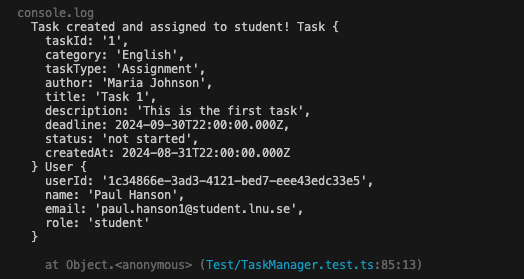 console.log
Task created and assigned to student! Task {
taskId: '1',
category: 'English',
taskType: 'Assignment',
author: 'Maria Johnson',
title: 'Task 1',
description: 'This is the first task',
deadline: 2024-09-30T22:00:00.000Z,
status: 'not started',
createdAt: 2024-08-31T22:00:00.000Z
} User {
userId: '1c34866e-3ad3-4121-bed7-eee43edc33e5',
name: 'Paul Hanson',
email: 'paul.hanson1@student.lnu.se',
role: 'student'
}
at Object.<anonymous> (Test/TaskManager.test.ts:85:13)